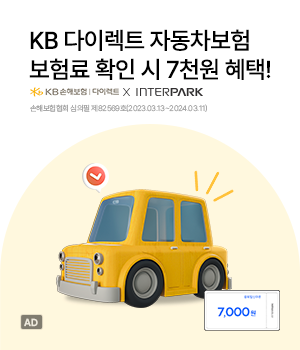 KB 다이렉트 자동차보험
보험료 확인 시 7천원 혜택!
KB손해보험 | 다이렉트 X INTERPARK
손해보험협회 심의필 제82569호(2023.03.13~2024.03.11)
7,000원
AD